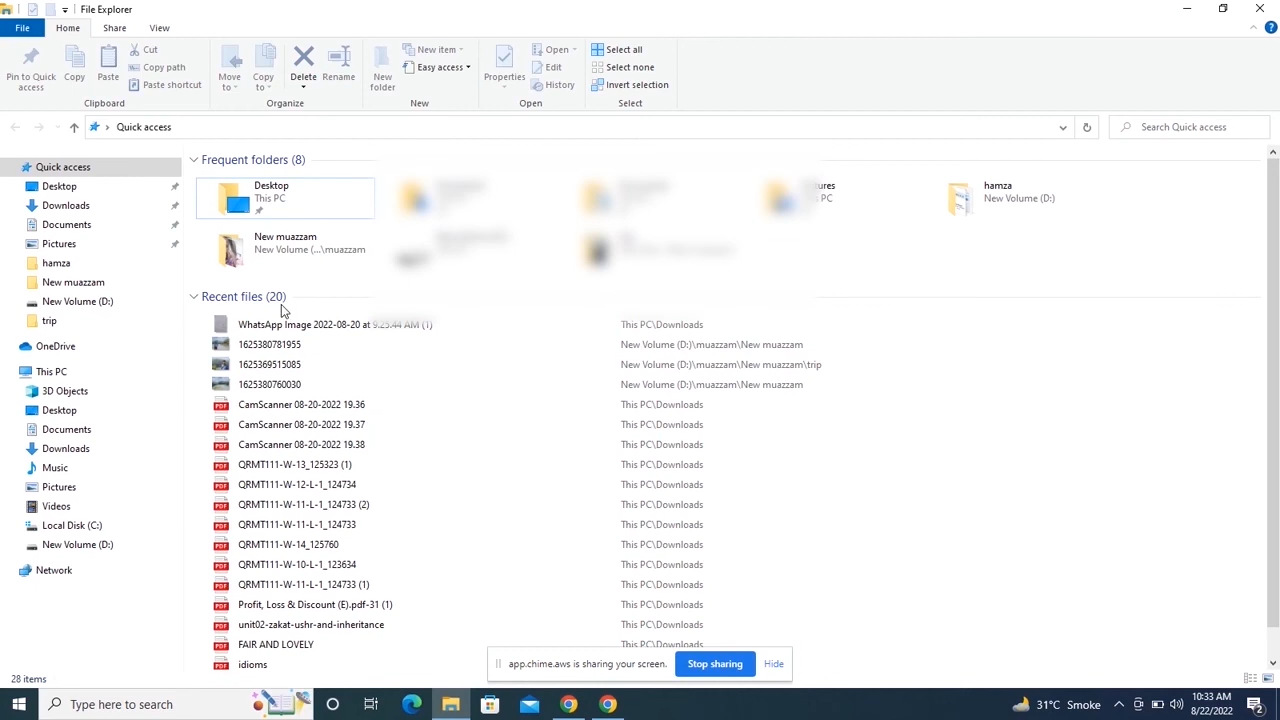 File Explorer
File
Home
Share
View
Pin to Quick access
Copy
Paste
Cut
Copy path
Paste shortcut
Clipboard
Move to
Copy to
Delete
Rename
Organize
New folder
New item
Easy access
New
Properties
Open
Edit
History
Open
Select all
Select none
Invert selection
Select
Quick access
Search Quick access
Quick access
Desktop
Downloads
Documents
Pictures
hamza
New muazzam
New Volume (D:)
trip
OneDrive
This PC
3D Objects
Desktop
Documents
Downloads
Music
Pictures
Videos
Local Disk (C:)
New Volume (D:)
Network
Frequent folders (8)
Desktop
This PC
hamza
New Volume (D:)
New muazzam
New Volume (...\muazzam
Recent files (20)
WhatsApp Image 2022-08-20 at 9:25:44 AM (1) This PC\Downloads
1625380781955 New Volume (D:)\muazzam\New muazzam
1625369515085 New Volume (D:)\muazzam\New muazzam\trip
1625380760030 New Volume (D:)\muazzam\New muazzam
CamScanner 08-20-2022 19.36 This PC\Downloads
CamScanner 08-20-2022 19.37 This PC\Downloads
CamScanner 08-20-2022 19.38 This PC\Downloads
QRMT111-W-13_125323 (1) This PC\Downloads
QRMT111-W-12-L-1_124734 This PC\Downloads
QRMT111-W-11-L-1_124733 (2) This PC\Downloads
QRMT111-W-11-L-1_124733 This PC\Downloads
QRMT111-W-14_125760 This PC\Downloads
QRMT111-W-10-L-1_123634 This PC\Downloads
QRMT111-W-11-L-1_124733 (1) This PC\Downloads
Profit, Loss & Discount (E).pdf-31 (1) This PC\Downloads
unit02-zakat-ushr-and-inheritance This PC\Downloads
FAIR AND LOVELY This PC\Downloads
idioms
app.chime.aws is sharing your screen.
Stop sharing
Hide
28 items
Type here to search
31°C Smoke
10:33 AM
8/22/2022
2